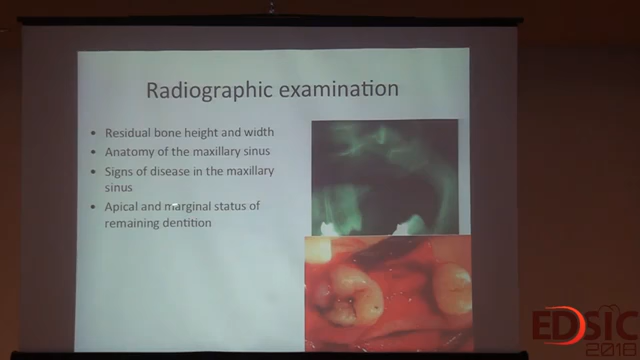 Radiographic examination
• Residual bone height and width
• Anatomy of the maxillary sinus
• Signs of disease in the maxillary
sinus
• Apical and marginal status of
remaining dentition
EDSIC
2018